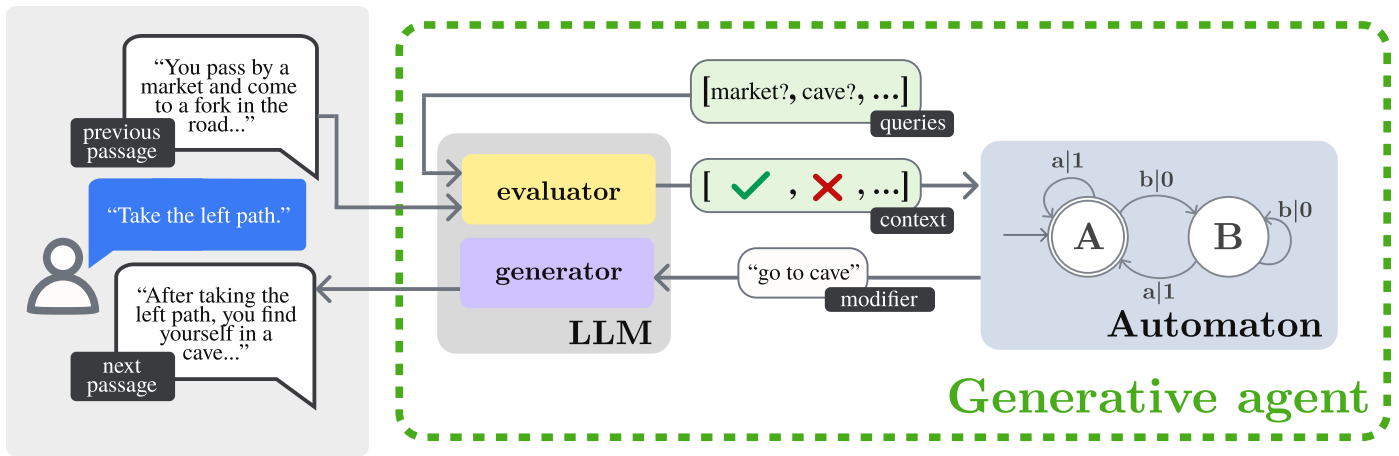 “You pass by a
market and come
to a fork in the
road...”
previous
passage
“Take the left path.”
“After taking the
left path, you find
yourself in a
cave...”
next
passage
[market?, cave?, ...]
queries
evaluator
generator
LLM
[ ✓ , ✗ , ...]
context
“go to cave”
modifier
a|1
b|0
b|0
A
B
a|1
Automaton
Generative agent